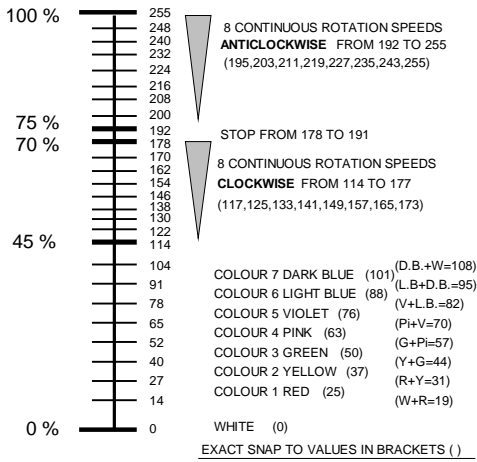 100 %
75 %
70 %
45 %
0 %
255
248
240
232
224
216
208
200
192
178
170
162
154
146
138
130
122
114
104
91
78
65
52
40
27
14
0
8 CONTINUOUS ROTATION SPEEDS
ANTICLOCKWISE FROM 192 TO 255
(195,203,211,219,227,235,243,255)
STOP FROM 178 TO 191
8 CONTINUOUS ROTATION SPEEDS
CLOCKWISE FROM 114 TO 177
(117,125,133,141,149,157,165,173)
COLOUR 7 DARK BLUE (101)
(D.B.+W=108)
COLOUR 6 LIGHT BLUE (88)
(L.B+D.B.=95)
COLOUR 5 VIOLET (76)
(V+L.B.=82)
COLOUR 4 PINK (63)
(Pi+V=70)
COLOUR 3 GREEN (50)
(G+Pi=57)
COLOUR 2 YELLOW (37)
(Y+G=44)
COLOUR 1 RED (25)
(R+Y=31)
(W+R=19)
WHITE (0)
EXACT SNAP TO VALUES IN BRACKETS ( )